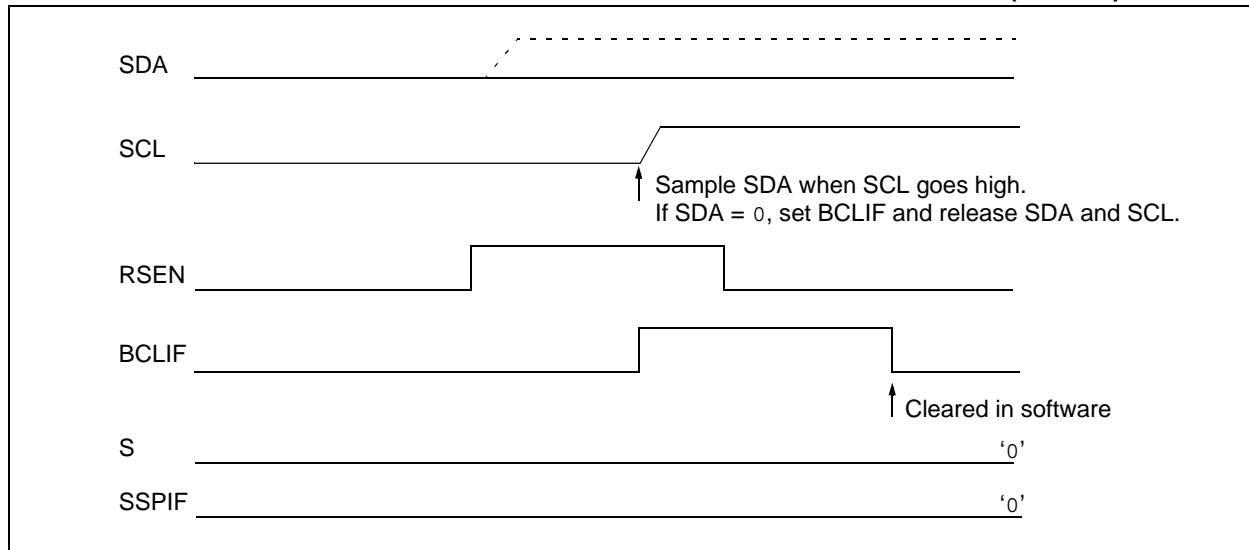 SDA
SCL
Sample SDA when SCL goes high.
If SDA = 0, set BCLIF and release SDA and SCL.
RSEN
BCLIF
Cleared in software
S ‘0’
SSPIF ‘0’